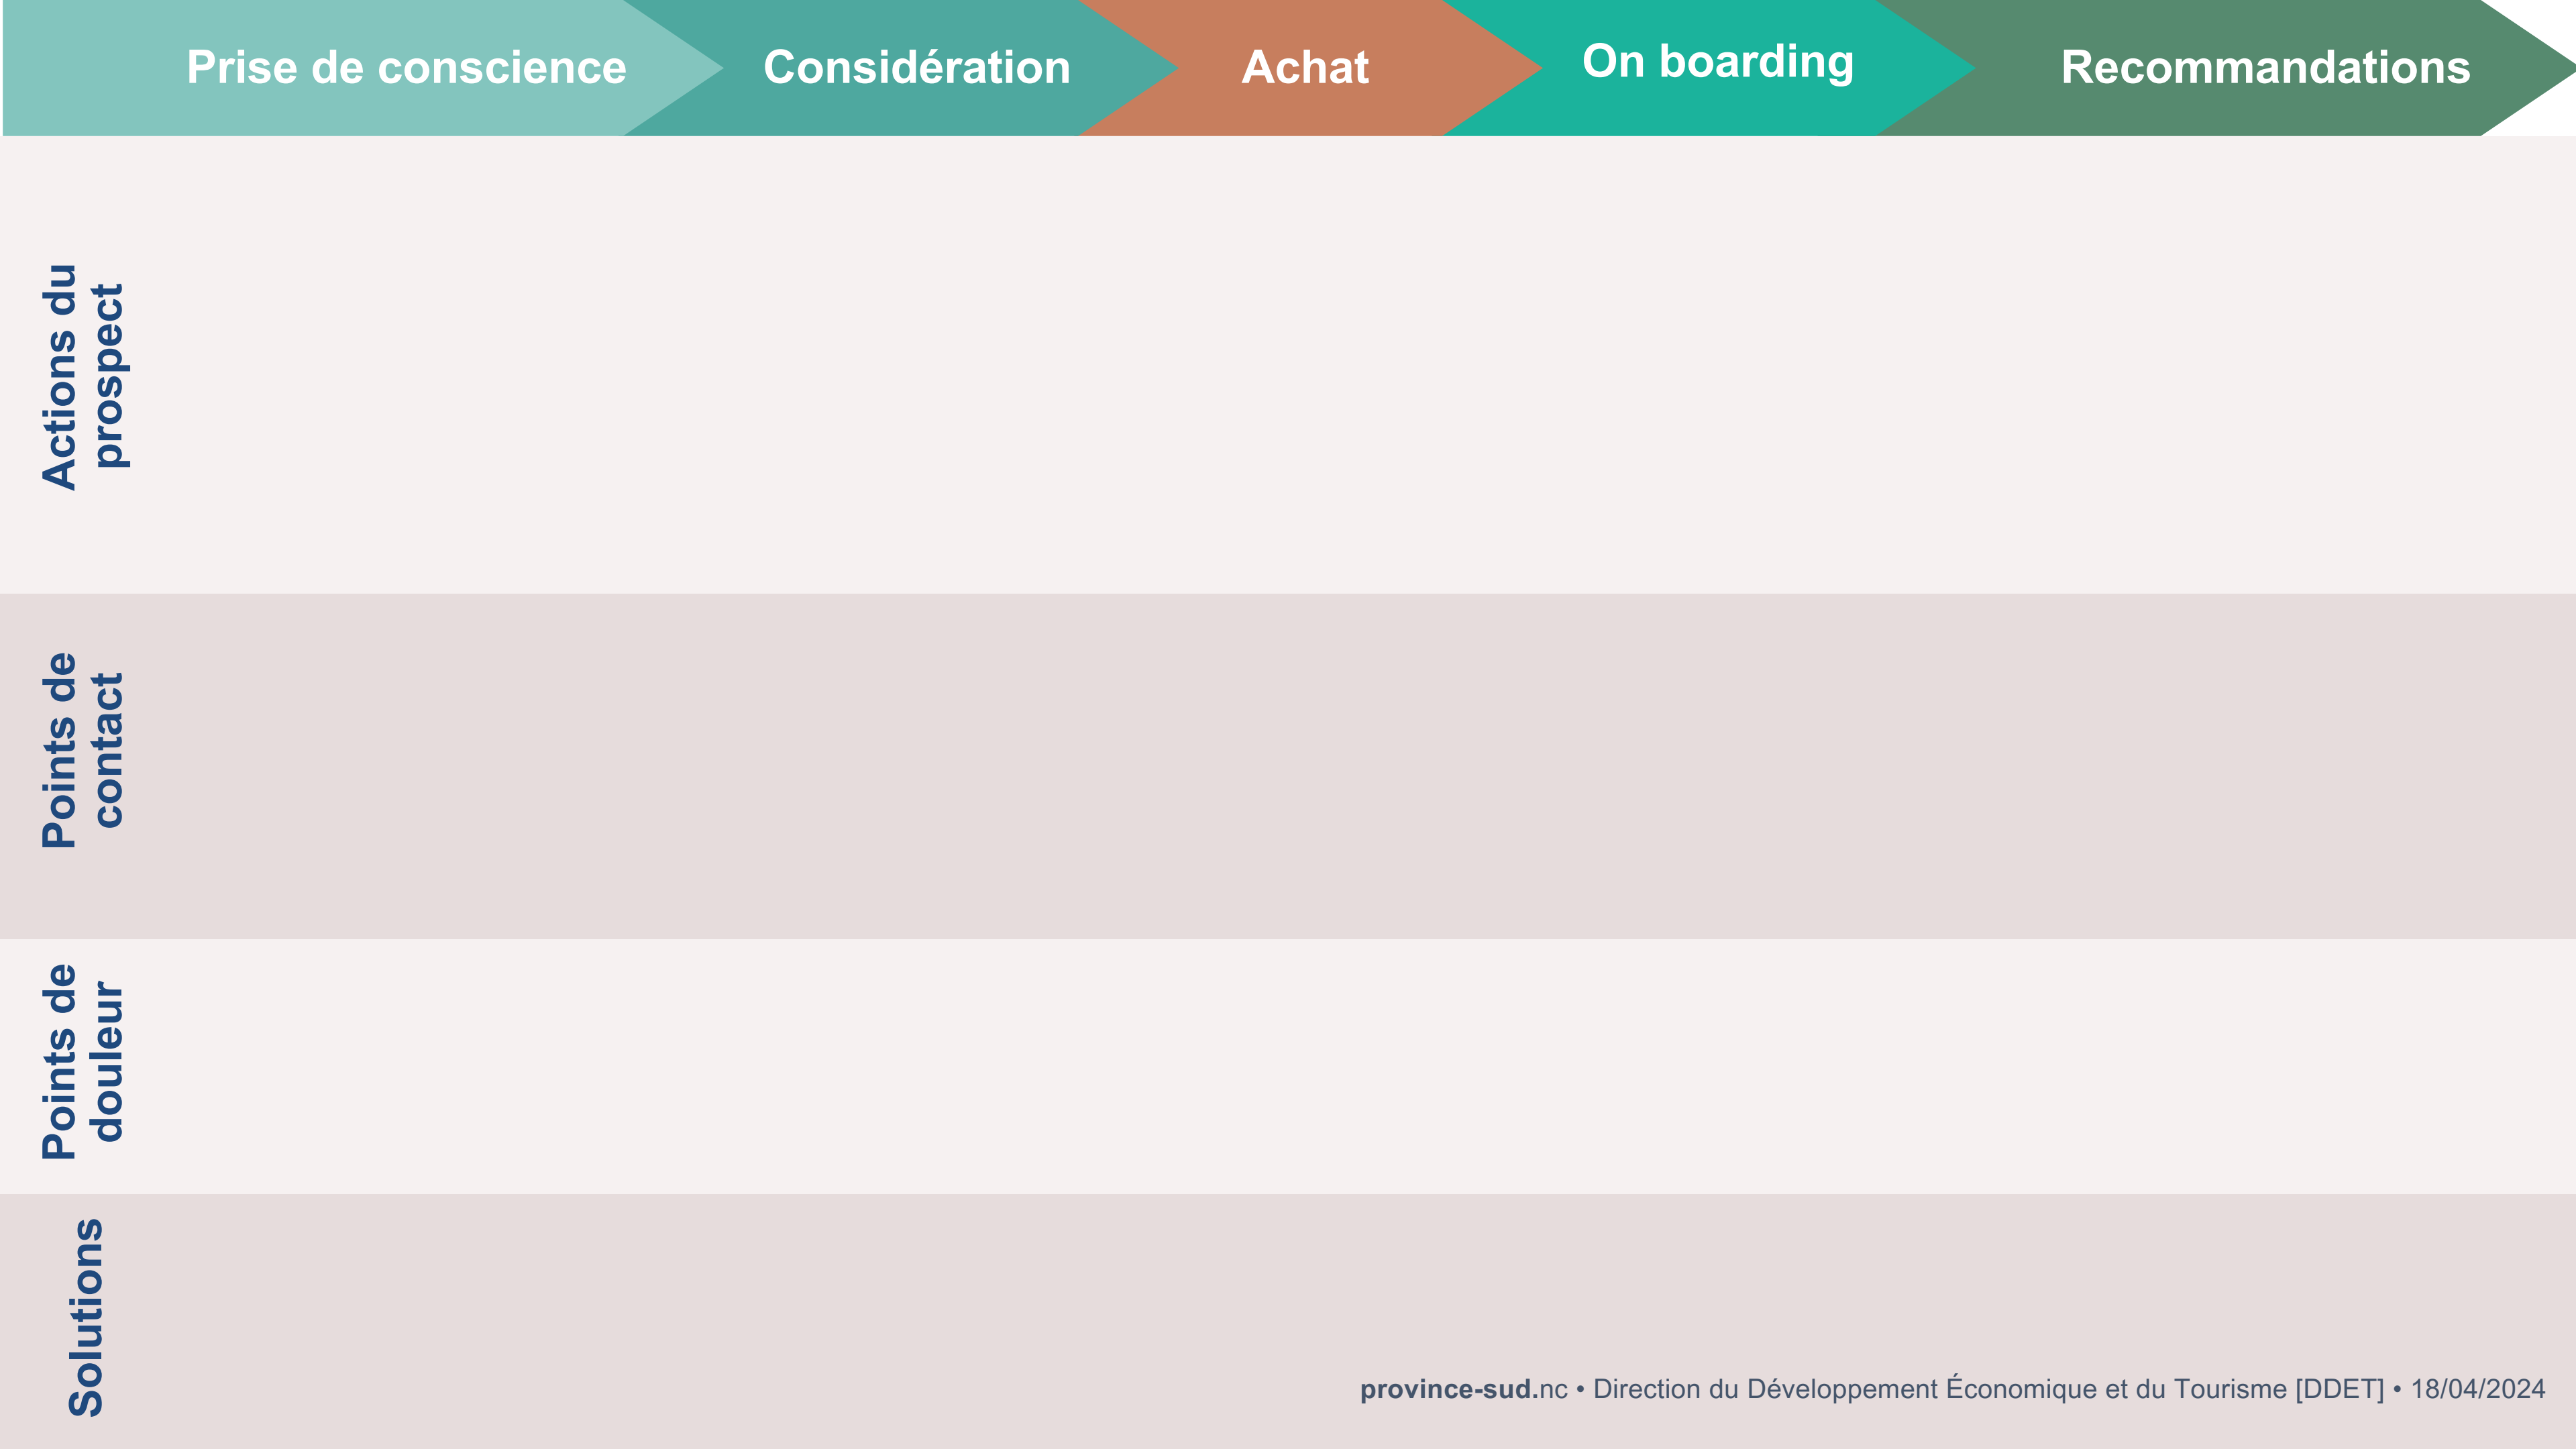 Prise de conscience
Considération
Achat
On boarding
Recommandations
Actions du
prospect
Points de
contact
Points de
douleur
Solutions
province-sud.nc • Direction du Développement Économique et du Tourisme [DDET] • 18/04/2024